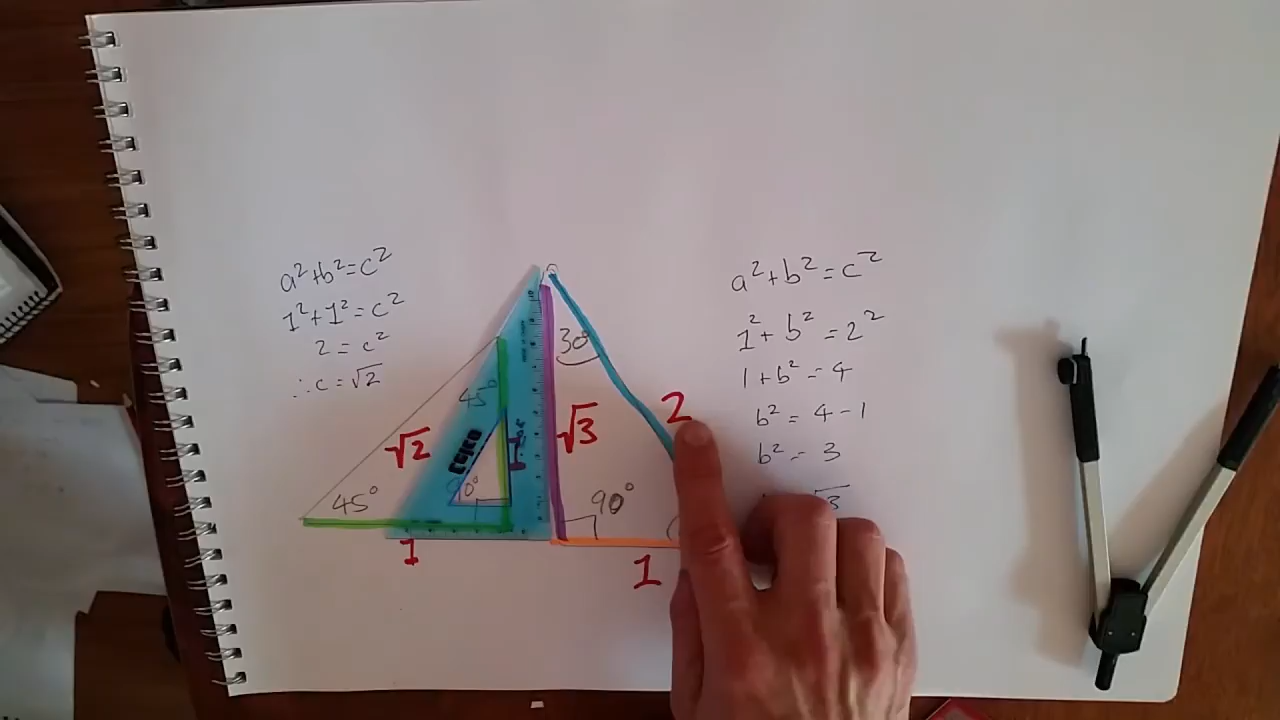 a²+b²=c²
1²+1²=c²
2=c²
∴c=√2
a²+b²=c²
1²+b²=2²
1+b²=4
b²=4-1
b²=3
√3
30°
45°
√2
√3
2
45°
90°
1
1